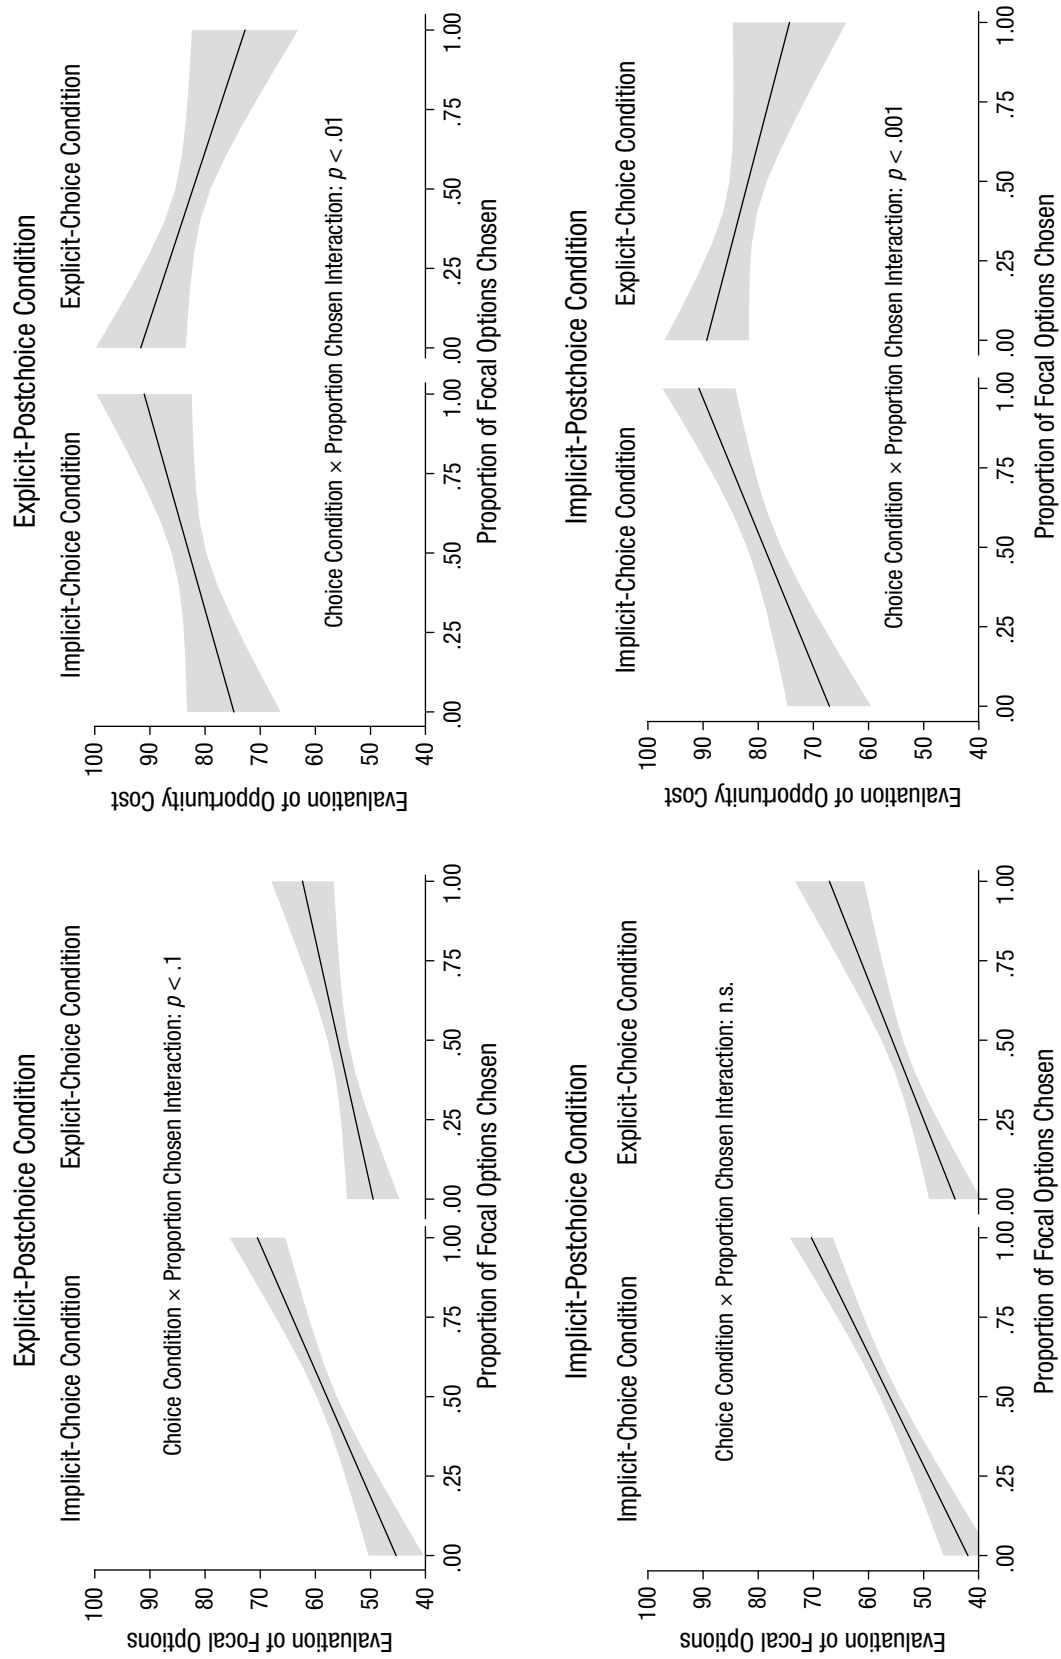 Explicit-Postchoice Condition
Implicit-Choice Condition
Explicit-Choice Condition
Choice Condition × Proportion Chosen Interaction: p < .1
Evaluation of Focal Options
100
90
80
70
60
50
40
.00
.25
.50
.75
1.00
.00
.25
.50
.75
1.00
Proportion of Focal Options Chosen
Explicit-Postchoice Condition
Implicit-Choice Condition
Explicit-Choice Condition
Choice Condition × Proportion Chosen Interaction: p < .01
Evaluation of Opportunity Cost
100
90
80
70
60
50
40
.00
.25
.50
.75
1.00
.00
.25
.50
.75
1.00
Proportion of Focal Options Chosen
Implicit-Postchoice Condition
Implicit-Choice Condition
Explicit-Choice Condition
Choice Condition × Proportion Chosen Interaction: n.s.
Evaluation of Focal Options
100
90
80
70
60
50
40
.00
.25
.50
.75
1.00
.00
.25
.50
.75
1.00
Proportion of Focal Options Chosen
Implicit-Postchoice Condition
Implicit-Choice Condition
Explicit-Choice Condition
Choice Condition × Proportion Chosen Interaction: p < .001
Evaluation of Opportunity Cost
100
90
80
70
60
50
40
.00
.25
.50
.75
1.00
.00
.25
.50
.75
1.00
Proportion of Focal Options Chosen